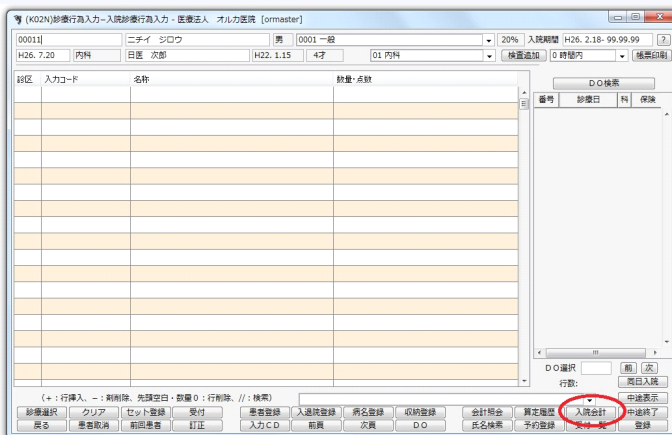 (K02N)診療行為入力-入院診療行為入力 - 医療法人 オルカ医院 [ormaster]
00011 ニチイ ジロウ 男 0001 一般 20% 入院期間 H26. 2.18- 99.99.99 ?
H26. 7.20 内科 日医 次郎 H22. 1.15 4才 01 内科 検査追加 0 時間内 帳票印刷
診区 入力コード 名称 数量・点数 DO検索
番号 診療日 科 保険
DO選択 前 次
行数: 同日入院
(+:行挿入、-:剤削除、先頭空白・数量0:行削除、//:検索) 中途表示
診療選択 クリア セット登録 受付 患者登録 入退院登録 病名登録 収納登録 会計照会 算定履歴 入院会計 中途終了
戻る 患者取消 前回患者 訂正 入力CD 前頁 次頁 DO 氏名検索 予約登録 受付一覧 登録